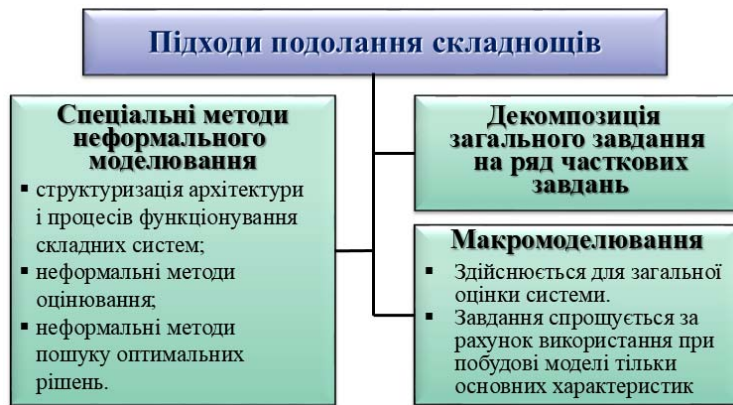 Підходи подолання складнощів
Спеціальні методи
неформального
моделювання
▪ структуризація архітектури
і процесів функціонування
складних систем;
▪ неформальні методи
оцінювання;
▪ неформальні методи
пошуку оптимальних
рішень.
Декомпозиція
загального завдання
на ряд часткових
завдань
Макромоделювання
▪ Здійснюється для загальної
оцінки системи.
▪ Завдання спрощується за
рахунок використання при
побудові моделі тільки
основних характеристик